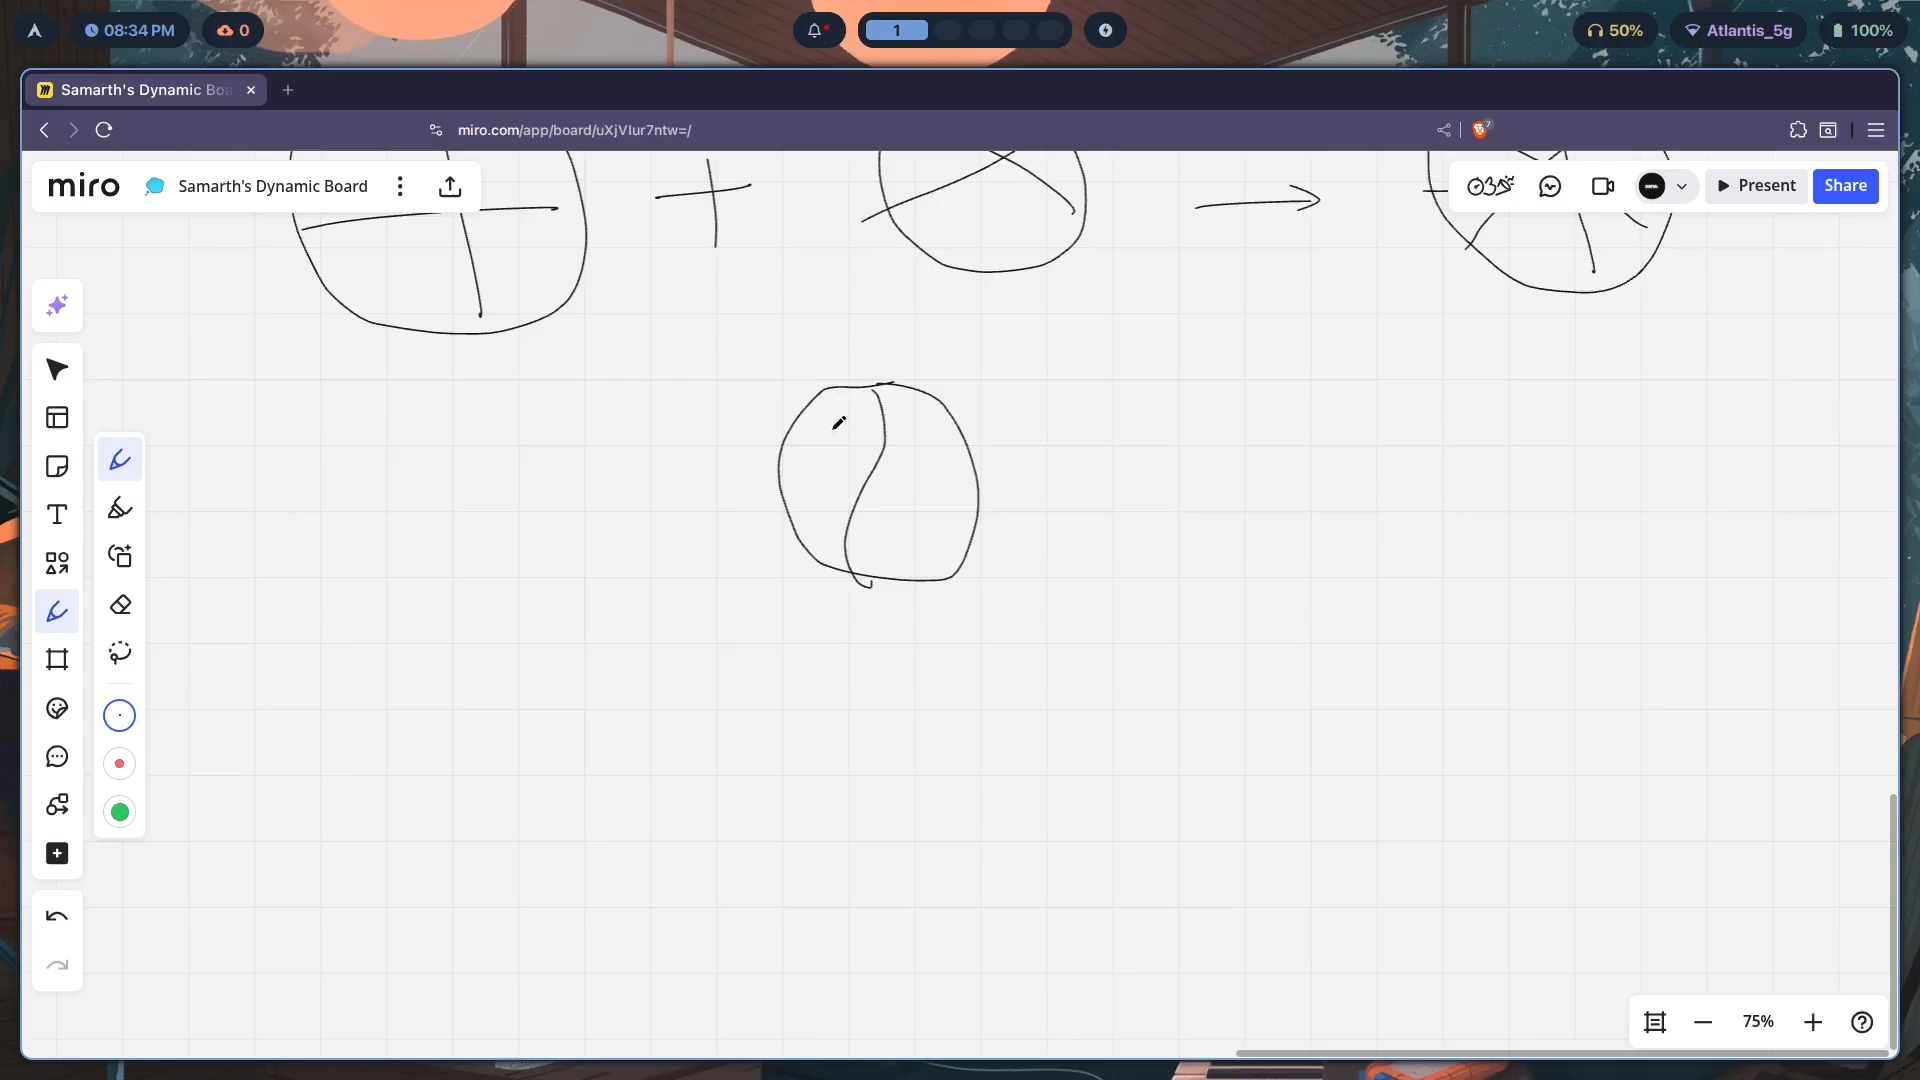 08:34 PM
0
1
50%
Atlantis_5g
100%
Samarth's Dynamic Boa
miro.com/app/board/uXjVIur7ntw=/
7
miro
Samarth's Dynamic Board
Present
Share
75%